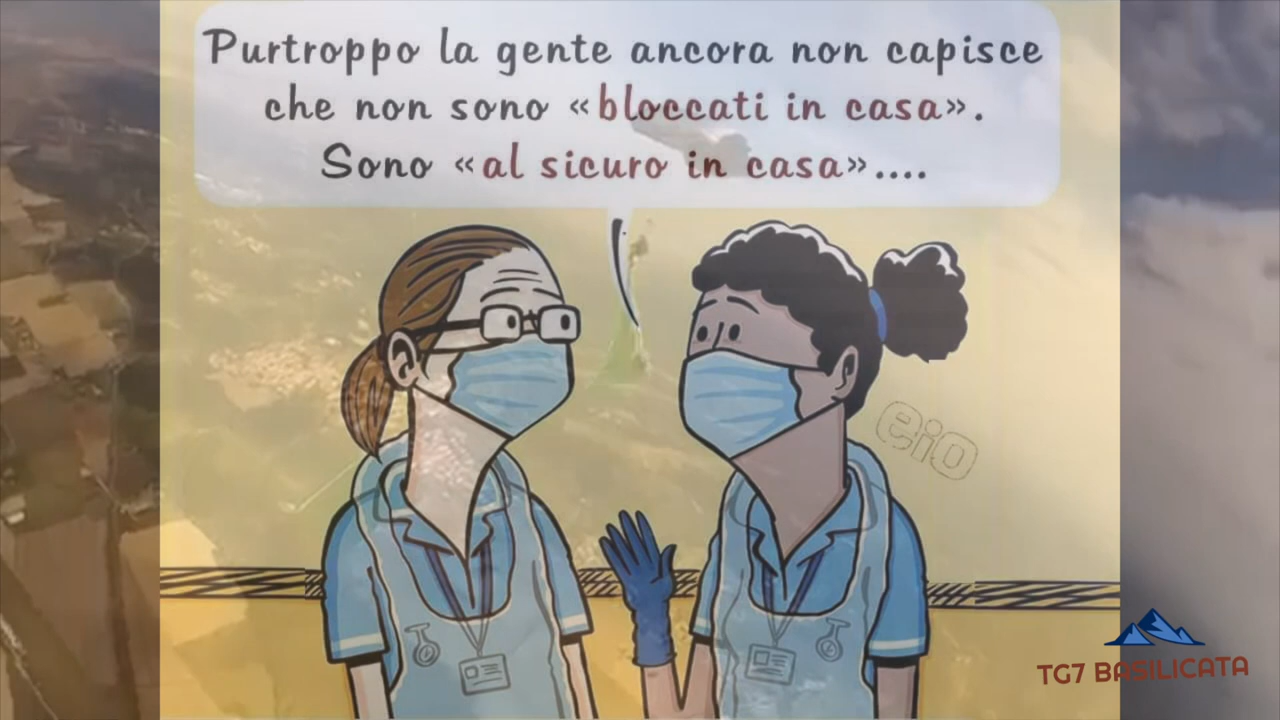 Purtroppo la gente ancora non capisce
che non sono «bloccati in casa».
Sono «al sicuro in casa»....
eio
TG7 BASILICATA